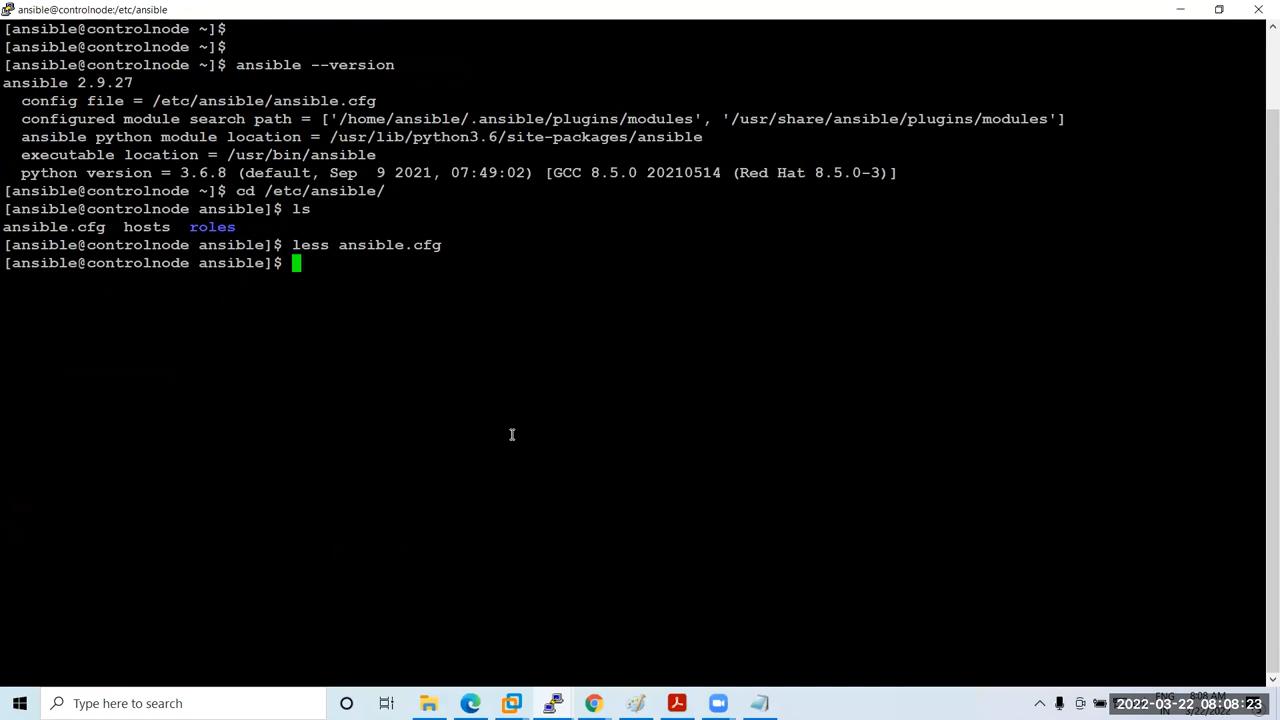 ansible@controlnode:/etc/ansible
[ansible@controlnode ~]$
[ansible@controlnode ~]$
[ansible@controlnode ~]$ ansible --version
ansible 2.9.27
  config file = /etc/ansible/ansible.cfg
  configured module search path = ['/home/ansible/.ansible/plugins/modules', '/usr/share/ansible/plugins/modules']
  ansible python module location = /usr/lib/python3.6/site-packages/ansible
  executable location = /usr/bin/ansible
  python version = 3.6.8 (default, Sep  9 2021, 07:49:02) [GCC 8.5.0 20210514 (Red Hat 8.5.0-3)]
[ansible@controlnode ~]$ cd /etc/ansible/
[ansible@controlnode ansible]$ ls
ansible.cfg  hosts  roles
[ansible@controlnode ansible]$ less ansible.cfg
[ansible@controlnode ansible]$
Type here to search
2022-03-22 08:08:23